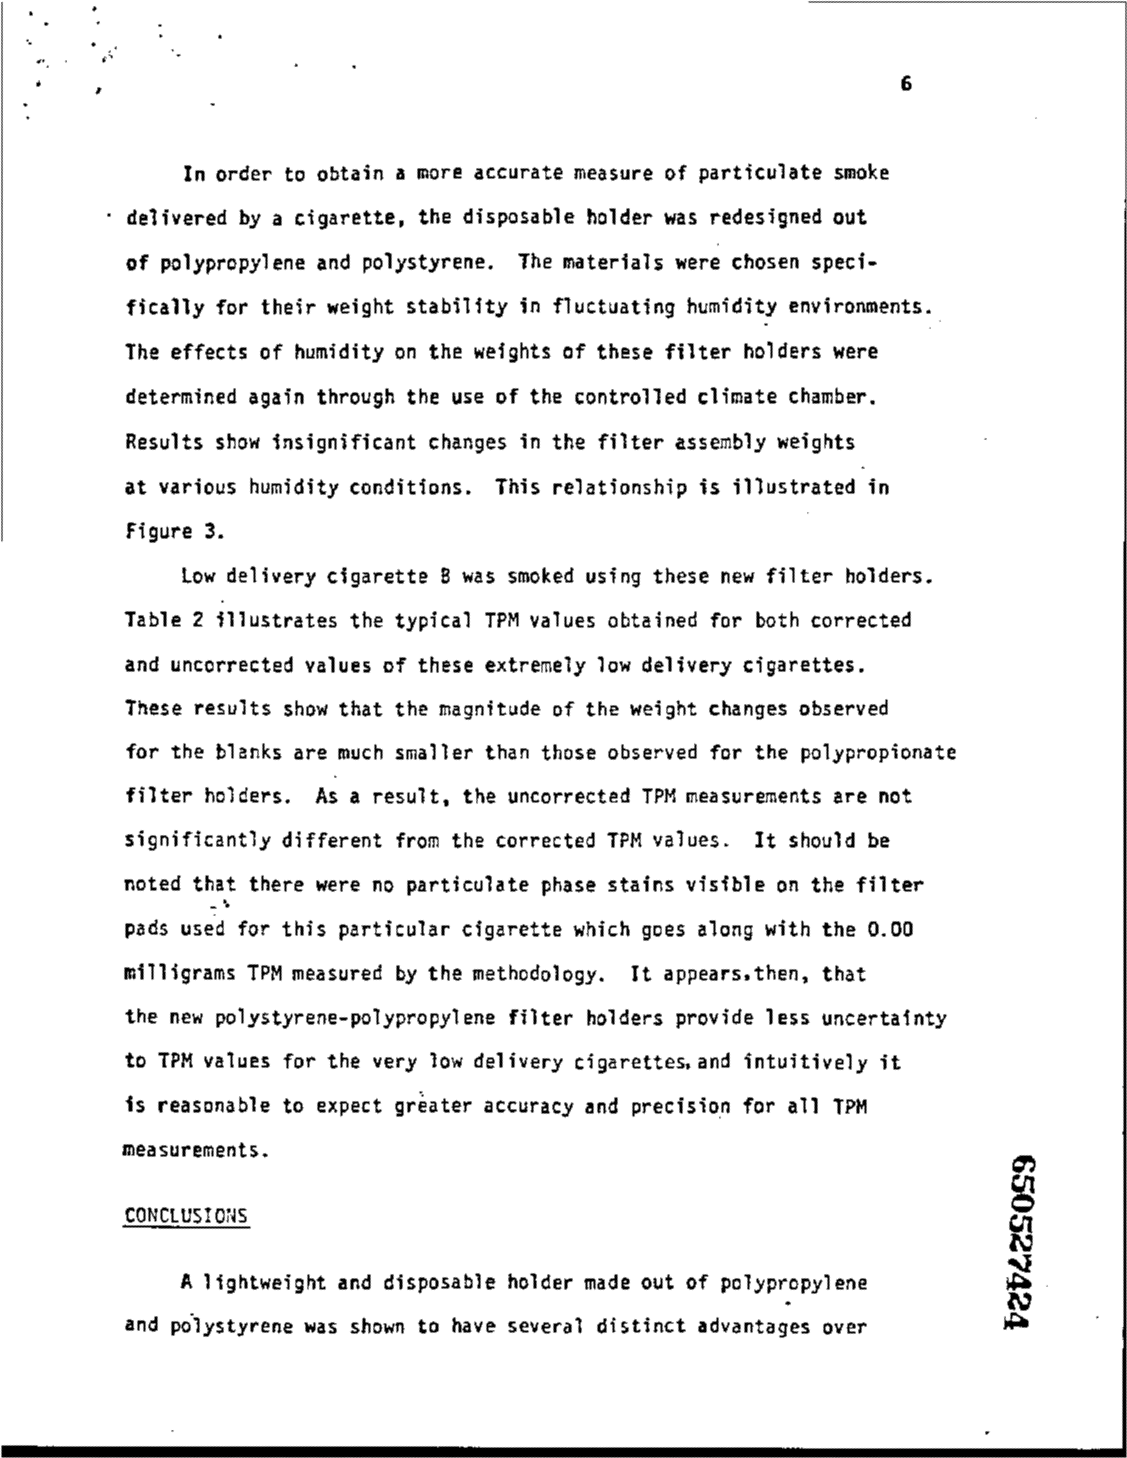 6
In order to obtain a more accurate measure of particulate smoke
delivered by a cigarette, the disposable holder was redesigned out
of polypropylene and polystyrene. The materials were chosen speci-
fically for their weight stability in fluctuating humidity environments.
The effects of humidity on the weights of these filter holders were
determined again through the use of the controlled climate chamber.
Results show insignificant changes in the filter assembly weights
at various humidity conditions. This relationship is illustrated in
Figure 3.
Low delivery cigarette B was smoked using these new filter holders.
Table 2 illustrates the typical TPM values obtained for both corrected
and uncorrected values of these extremely low delivery cigarettes.
These results show that the magnitude of the weight changes observed
for the blanks are much smaller than those observed for the polypropionate
filter holders. As a result, the uncorrected TPM measurements are not
significantly different from the corrected TPM values. It should be
noted that there were no particulate phase stains visible on the filter
pads used for this particular cigarette which goes along with the 0.00
milligrams TPM measured by the methodology. It appears, then, that
the new polystyrene-polypropylene filter holders provide less uncertainty
to TPM values for the very low delivery cigarettes, and intuitively it
is reasonable to expect greater accuracy and precision for all TPM
measurements.
CONCLUSIONS
A lightweight and disposable holder made out of polypropylene
and polystyrene was shown to have several distinct advantages over
650527424